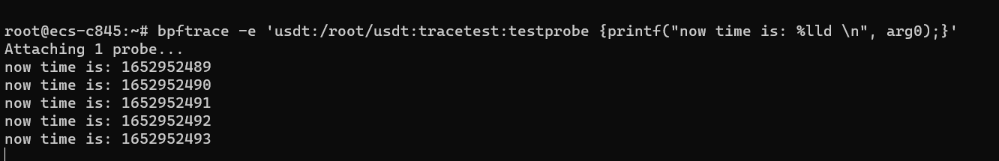 root@ecs-c845:~# bpftrace -e 'usdt:/root/usdt:tracetest:testprobe {printf("now time is: %lld \n", arg0);}'
Attaching 1 probe...
now time is: 1652952489
now time is: 1652952490
now time is: 1652952491
now time is: 1652952492
now time is: 1652952493